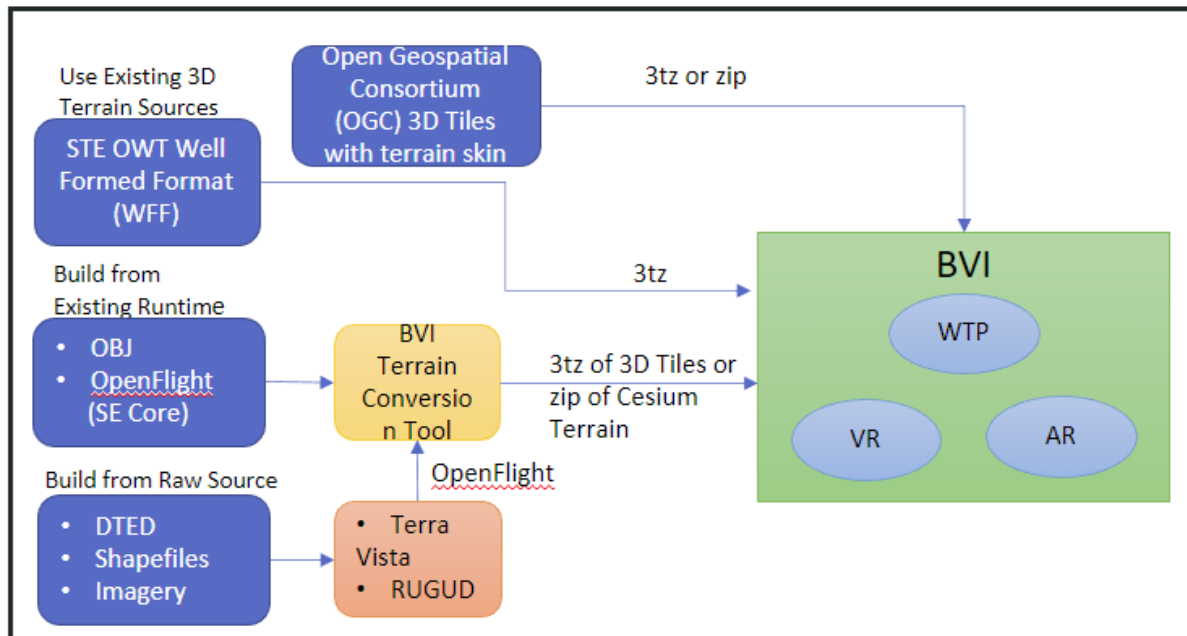 Use Existing 3D
Terrain Sources
Open Geospatial
Consortium
(OGC) 3D Tiles
with terrain skin
3tz or zip
STE OWT Well
Formed Format
(WFF)
3tz
BVI
WTP
VR
AR
Build from
Existing Runtime
• OBJ
• OpenFlight
(SE Core)
BVI
Terrain
Conversio
n Tool
3tz of 3D Tiles or
zip of Cesium
Terrain
OpenFlight
Build from Raw Source
• DTED
• Shapefiles
• Imagery
• Terra
Vista
• RUGUD